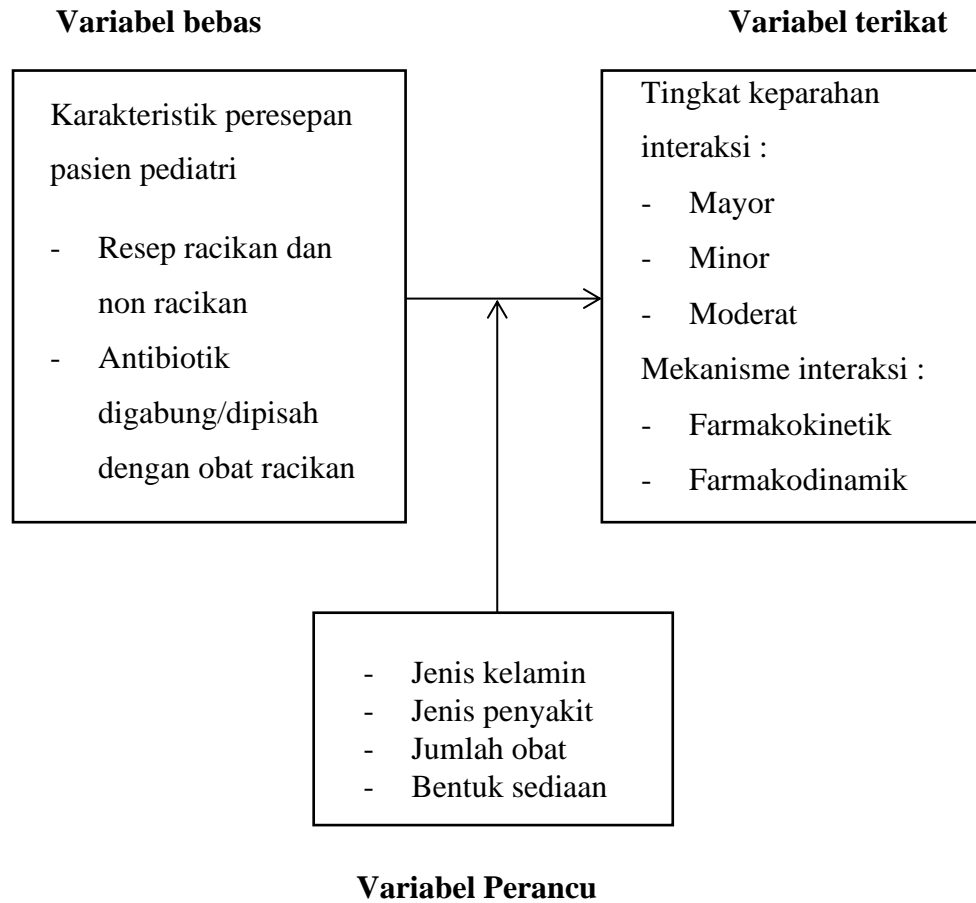 Variabel bebas
Variabel terikat
Karakteristik peresepan
pasien pediatri
- Resep racikan dan
non racikan
- Antibiotik
digabung/dipisah
dengan obat racikan
Tingkat keparahan
interaksi :
- Mayor
- Minor
- Moderat
Mekanisme interaksi :
- Farmakokinetik
- Farmakodinamik
- Jenis kelamin
- Jenis penyakit
- Jumlah obat
- Bentuk sediaan
Variabel Perancu